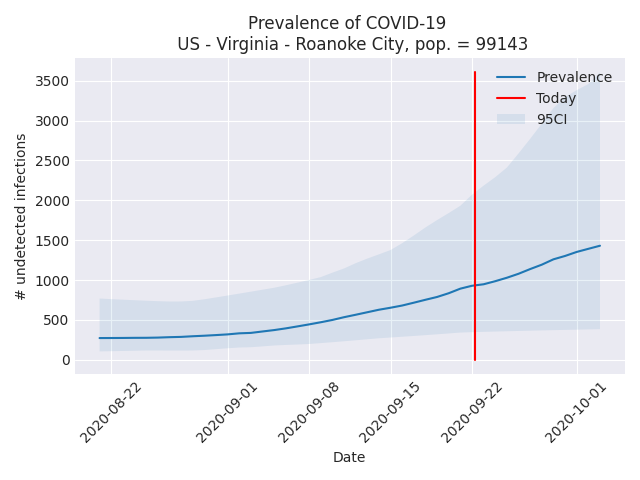 Prevalence of COVID-19
US - Virginia - Roanoke City, pop. = 99143
Prevalence
Today
95CI
# undetected infections
3500
3000
2500
2000
1500
1000
500
0
2020-08-22
2020-09-01
2020-09-08
2020-09-15
2020-09-22
2020-10-01
Date